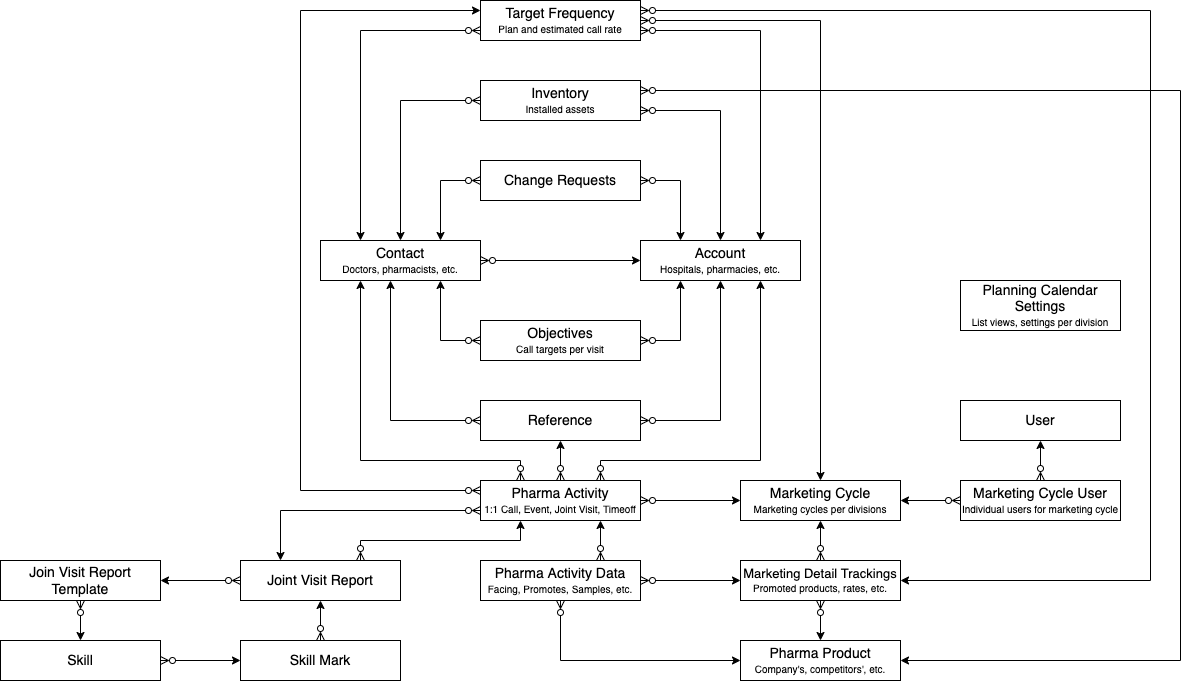 Target Frequency
Plan and estimated call rate
Inventory
Installed assets
Change Requests
Contact
Doctors, pharmacists, etc.
Account
Hospitals, pharmacies, etc.
Planning Calendar
Settings
List views, settings per division
Objectives
Call targets per visit
Reference
User
Pharma Activity
1:1 Call, Event, Joint Visit, Timeoff
Marketing Cycle
Marketing cycles per divisions
Marketing Cycle User
Individual users for marketing cycle
Join Visit Report
Template
Joint Visit Report
Pharma Activity Data
Facing, Promotes, Samples, etc.
Marketing Detail Trackings
Promoted products, rates, etc.
Skill
Skill Mark
Pharma Product
Company's, competitors', etc.